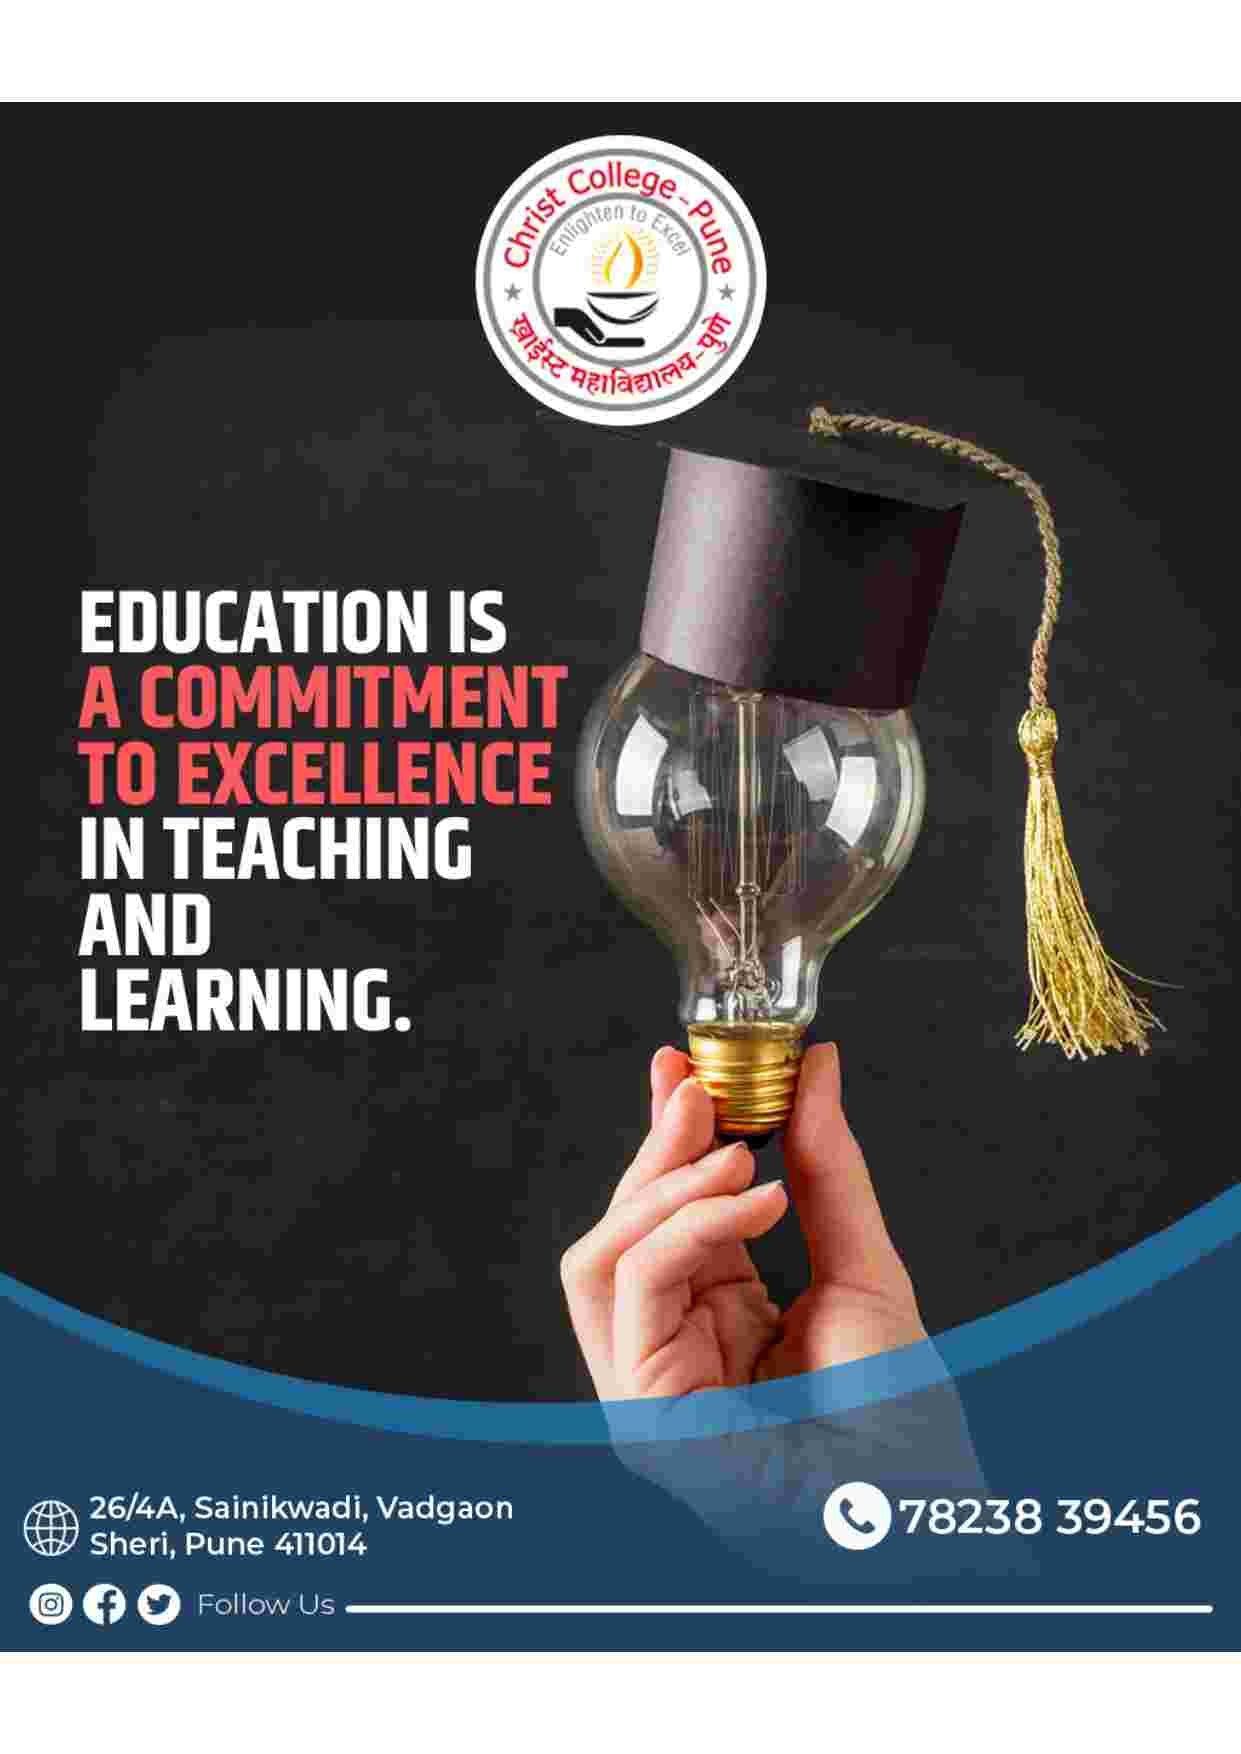 Christ College - Pune
Enlighten to Excel
ख्राईस्ट महाविद्यालय-पुणे
EDUCATION IS
A COMMITMENT
TO EXCELLENCE
IN TEACHING
AND
LEARNING.
26/4A, Sainikwadi, Vadgaon
Sheri, Pune 411014
78238 39456
Follow Us